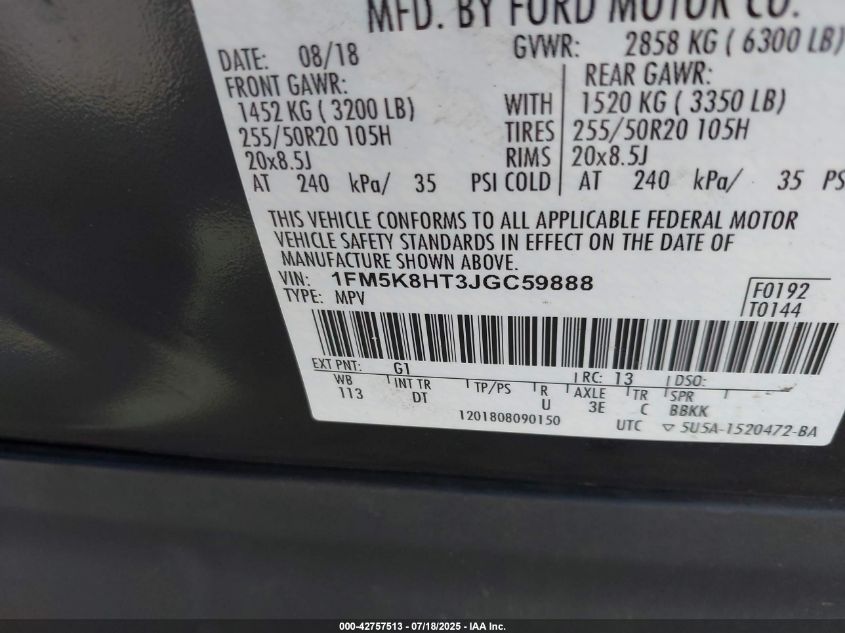 MFD. BY FORD MOTOR CO.
DATE: 08/18 GVWR: 2858 KG ( 6300 LB)
FRONT GAWR: REAR GAWR:
1452 KG ( 3200 LB) WITH 1520 KG ( 3350 LB)
255/50R20 105H TIRES 255/50R20 105H
20x8.5J RIMS 20x8.5J
AT 240 kPa/ 35 PSI COLD AT 240 kPa/ 35 PS
THIS VEHICLE CONFORMS TO ALL APPLICABLE FEDERAL MOTOR
VEHICLE SAFETY STANDARDS IN EFFECT ON THE DATE OF
MANUFACTURE SHOWN ABOVE.
VIN: 1FM5K8HT3JGC59888
TYPE: MPV
F0192
T0144
EXT PNT: G1 RC: 13 DSO:
WB INT TR TP/PS R AXLE TR SPR
113 DT U 3E C BBKK
1201808090150 UTC ▽ 5U5A-1520472-BA
000-42757513 / 07/18/2025 - IAA Inc.